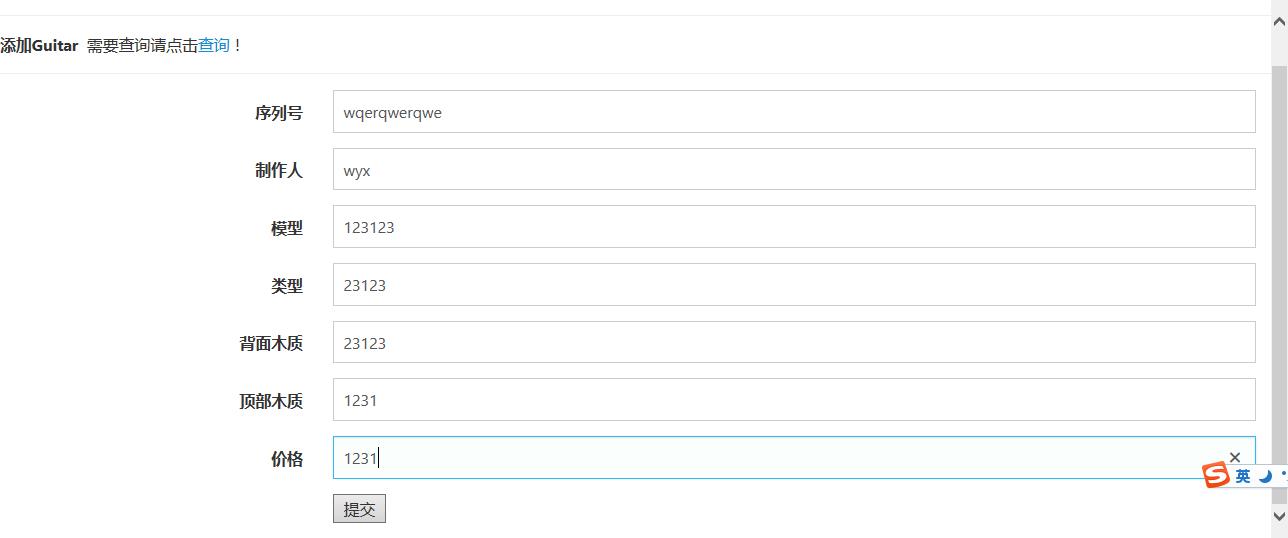 添加Guitar 需要查询请点击查询！
序列号 wqerqwerqwe
制作人 wyx
模型 123123
类型 23123
背面木质 23123
顶部木质 1231
价格 1231
英
提交